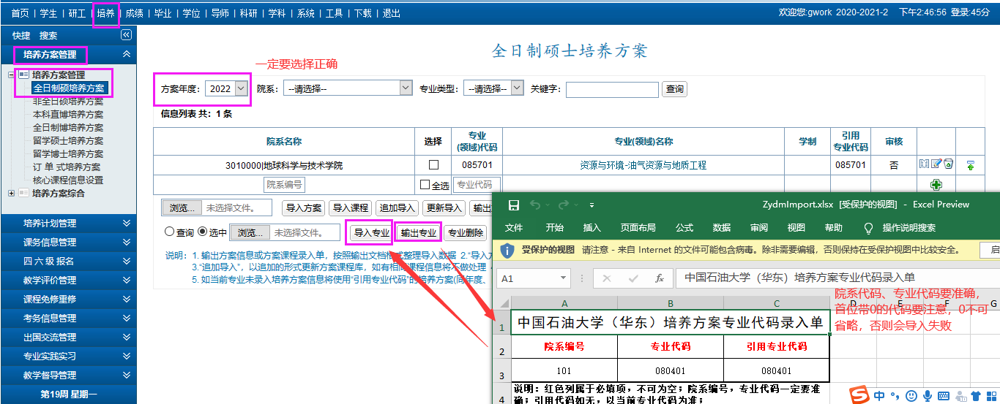 首页 | 学生 | 研工 | 培养 | 成绩 | 毕业 | 学位 | 导师 | 科研 | 学科 | 系统 | 工具 | 下载 | 退出
欢迎您:gwork 2020-2021-2 下午2:46:56 登录:45分
快捷 搜索
培养方案管理
培养方案管理
全日制硕培养方案
非全日硕培养方案
本科直博培养方案
全日制博培养方案
留学硕士培养方案
留学博士培养方案
订 单 式培养方案
核心课程信息设置
培养方案综合
培养计划管理
课务信息管理
四 六 级 报名
教学评价管理
课程免修重修
考务信息管理
出国交流管理
专业实践实习
教学督导管理
第19周 星期一
全日制硕士培养方案
一定要选择正确
方案年度: 2022 院系: --请选择-- 专业类型: --请选择-- 关键字: 查询
信息列表 共: 1 条
院系名称 选择 专业(领域)代码 专业(领域)名称 学制 引用专业代码 审核
3010000|地球科学与技术学院 085701 资源与环境-油气资源与地质工程 085701 否
院系编号 全选 专业代码
浏览... 未选择文件。 导入方案 导入课程 追加导入 更新导入 输出
查询 选中 浏览... 未选择文件。 导入专业 输出专业 专业删除
说明: 1. 输出方案信息或方案课程录入单，按照输出文档格式整理导入数据 2.“导入方
3.“追加导入”，以追加的形式更新方案课程库，如有相同课程信息将不做处理
5. 如当前专业未录入培养方案信息将使用“引用专业代码”的培养方案(同年度、
ZydmImport.xlsx [受保护的视图] - Excel Preview
文件 开始 插入 页面布局 公式 数据 审阅 视图 帮助 操作说明搜索
受保护的视图 请注意 - 来自 Internet 的文件可能包含病毒。除非需要编辑，否则保持在受保护视图中比较安全。
A1 fx 中国石油大学（华东）培养方案专业代码录入单
A B C D E F G
1 中国石油大学（华东）培养方案专业代码录入单
2 院系编号 专业代码 引用专业代码
3 101 080401 080401
4 说明：红色列属于必填项，不可为空；院系编号，专业代码一定要准
确；引用代码如无，以当前专业代码为准；
院系代码、专业代码要准确，
首位带0的代码要注意，0不可
省略，否则会导入失败
中